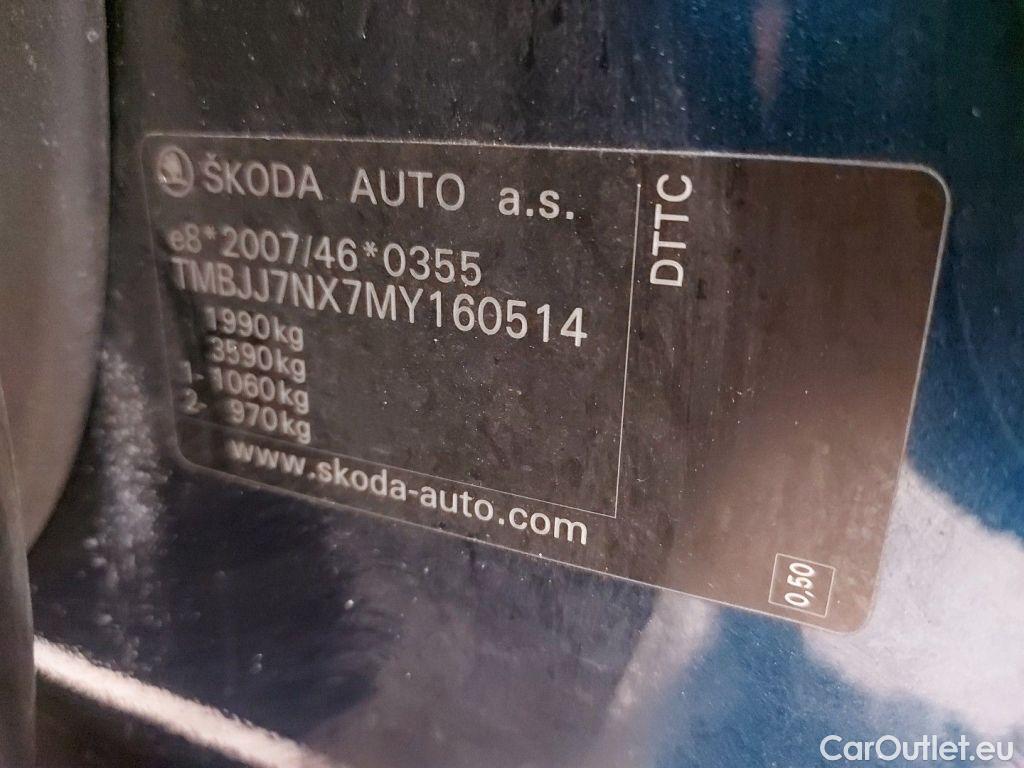 ŠKODA AUTO a.s.
e8*2007/46*0355
TMBJJ7NX7MY160514
1990kg
3590kg
1- 1060kg
2- 970kg
www.skoda-auto.com
DTTC
0,50
CarOutlet.eu